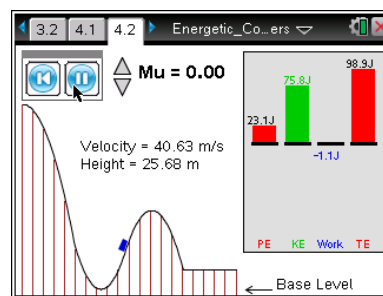 3.2 4.1 4.2 Energetic_Co...ers
Mu = 0.00
Velocity = 40.63 m/s
Height = 25.68 m
98.9J
75.8J
23.1J
-1.1J
PE KE Work TE
Base Level